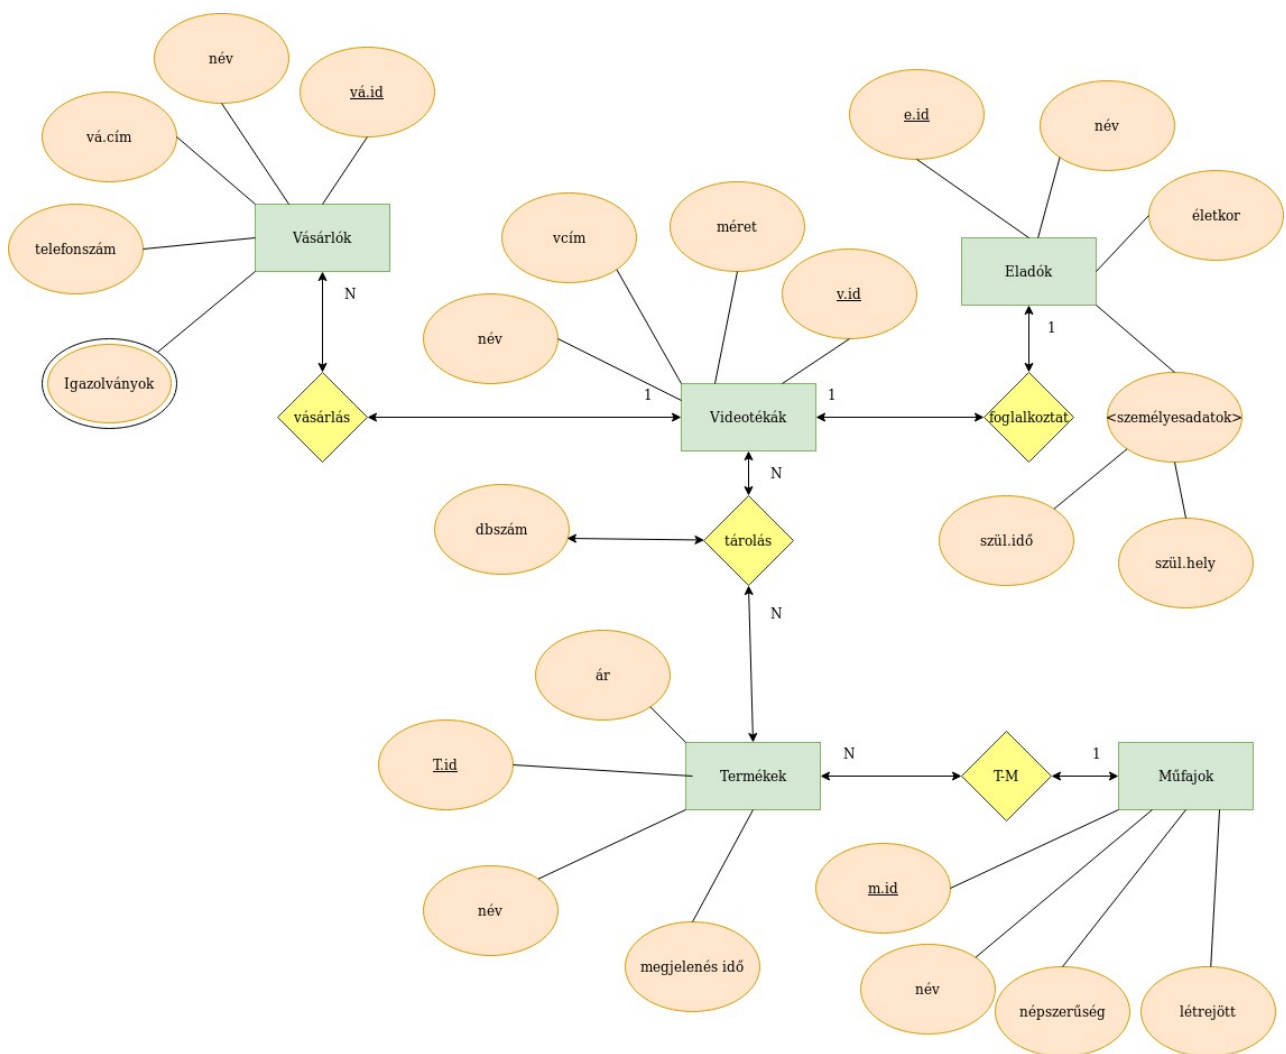 név
vá.id
vá.cím
telefonszám
Igazolványok
Vásárlók
N
vásárlás
1
vcím
méret
v.id
név
Videotékák
1
e.id
név
életkor
Eladók
1
foglalkoztat
<személyesadatok>
szül.idő
szül.hely
N
dbszám
tárolás
N
ár
T.id
Termékek
név
megjelenés idő
N
T-M
1
Műfajok
m.id
név
népszerűség
létrejött